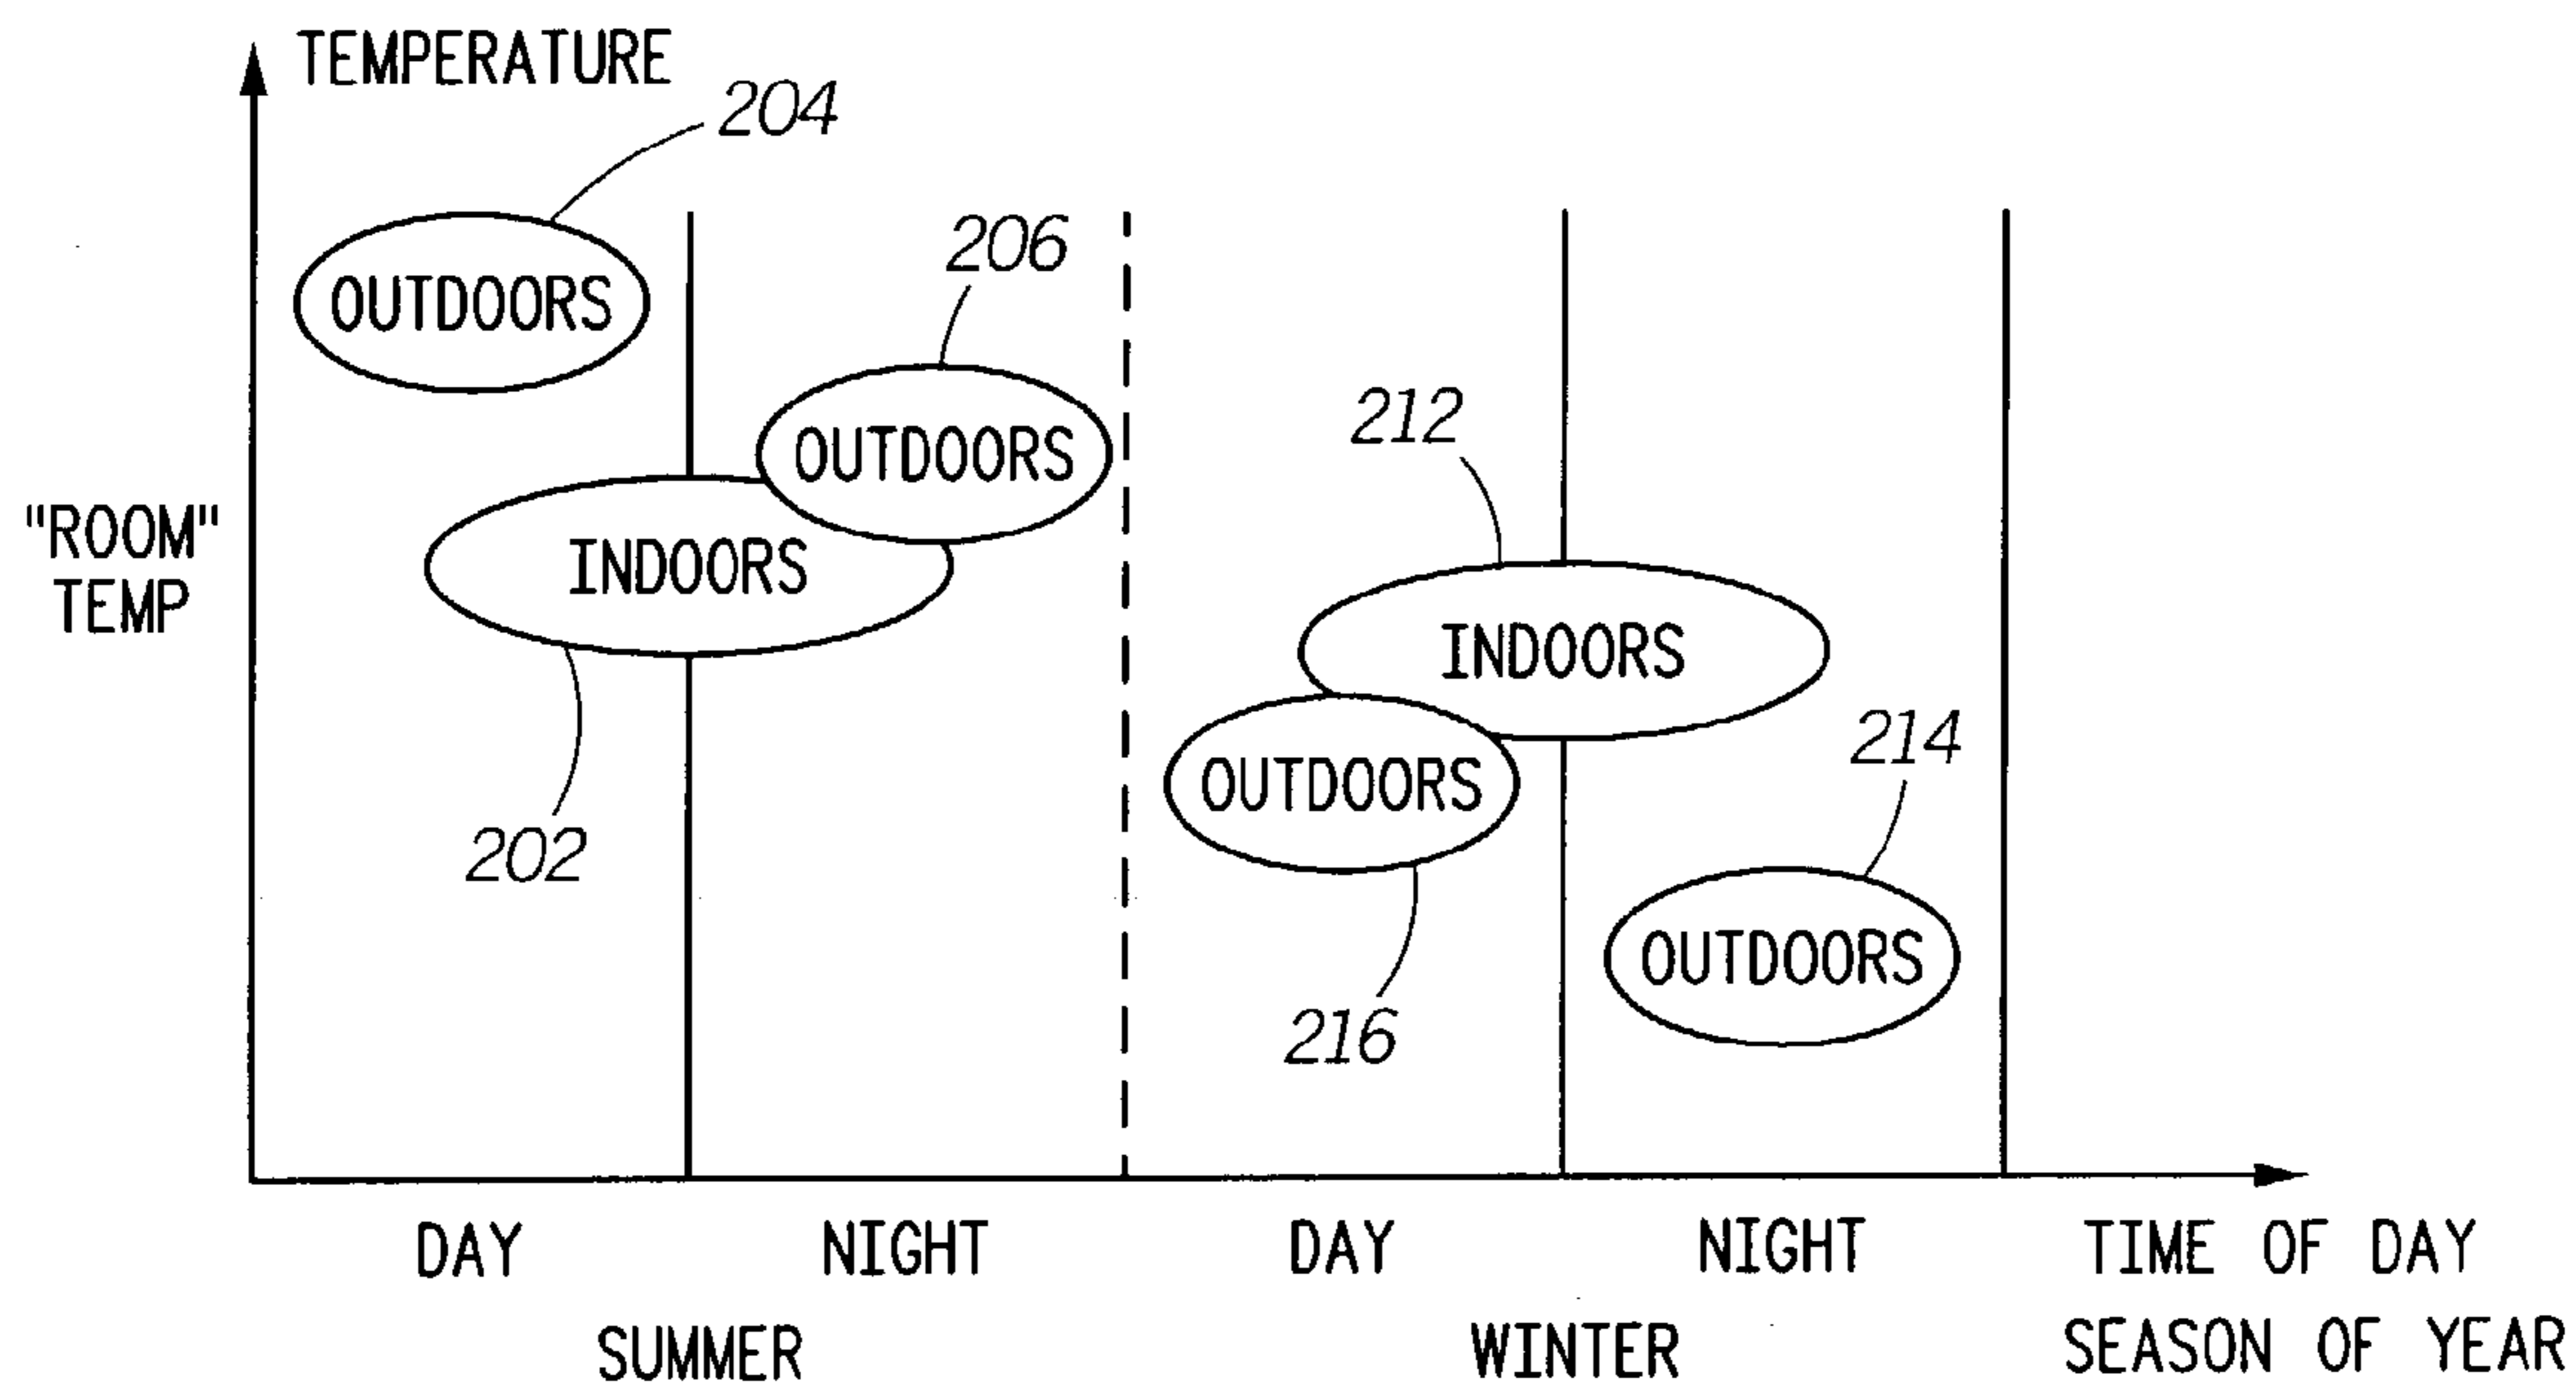 TEMPERATURE
204
OUTDOORS
206
OUTDOORS
212
"ROOM"
TEMP
INDOORS
INDOORS
202
OUTDOORS
214
OUTDOORS
216
DAY NIGHT DAY NIGHT TIME OF DAY
SUMMER WINTER SEASON OF YEAR